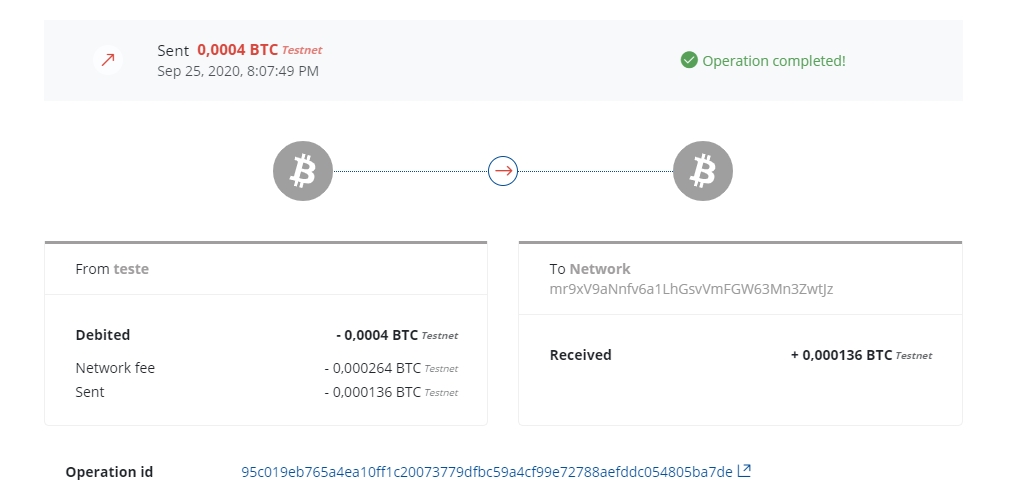 Sent 0,0004 BTC Testnet
Sep 25, 2020, 8:07:49 PM
Operation completed!
From teste
Debited - 0,0004 BTC Testnet
Network fee - 0,000264 BTC Testnet
Sent - 0,000136 BTC Testnet
To Network
mr9xV9aNnfv6a1LhGsvVmFGW63Mn3ZwtJz
Received + 0,000136 BTC Testnet
Operation id 95c019eb765a4ea10ff1c20073779dfbc59a4cf99e72788aefddc054805ba7de